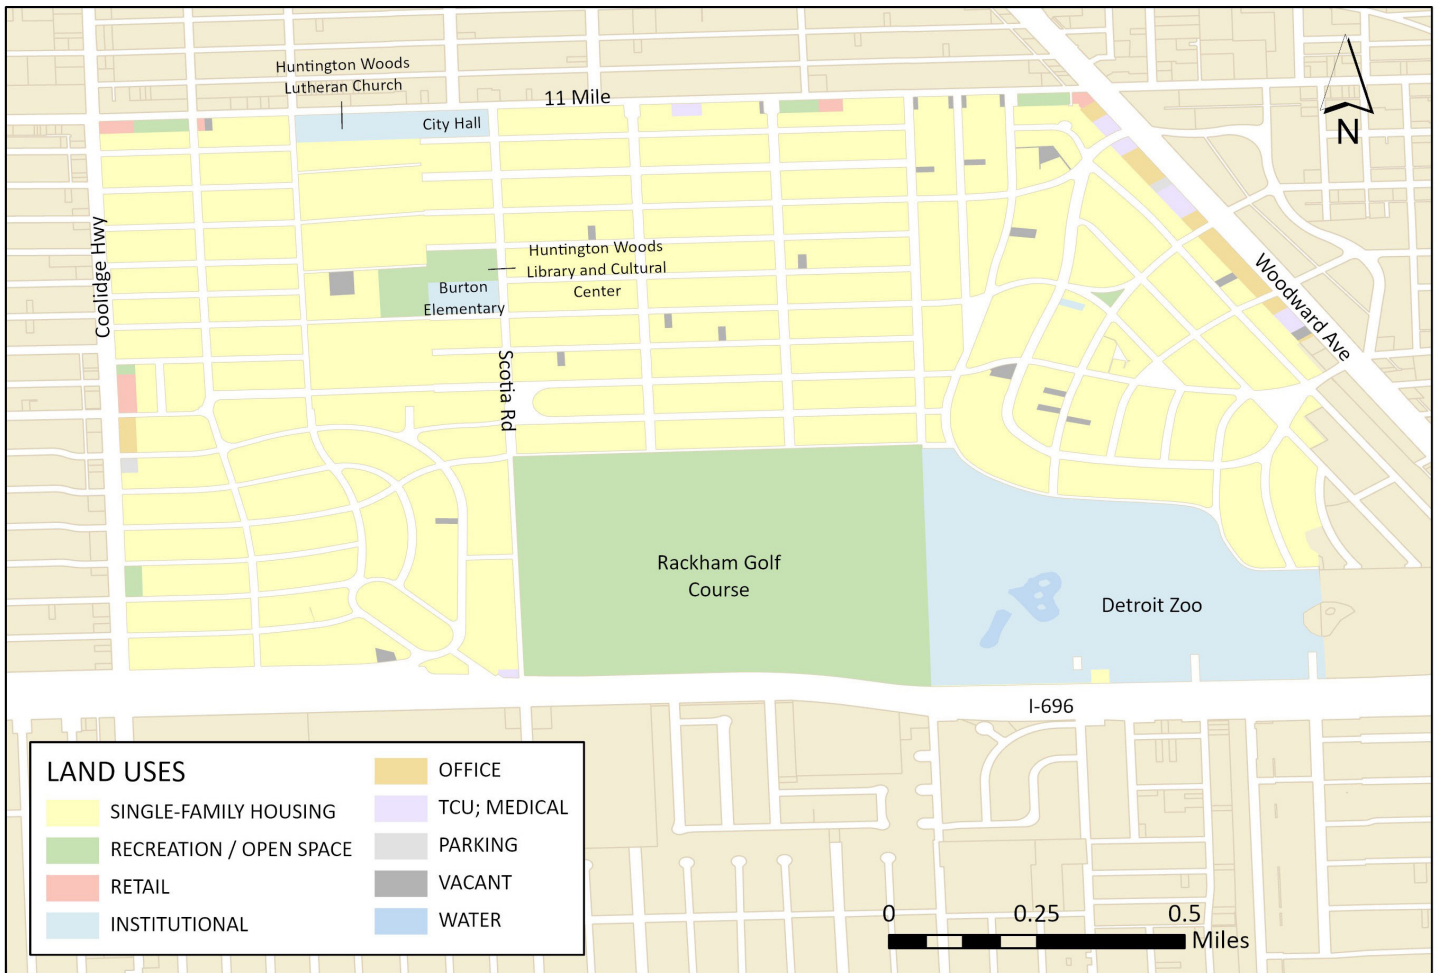 Huntington Woods
Lutheran Church
11 Mile
City Hall
N
Coolidge Hwy
Huntington Woods
Library and Cultural
Center
Burton
Elementary
Woodward Ave
Scotia Rd
Rackham Golf
Course
Detroit Zoo
I-696
LAND USES
SINGLE-FAMILY HOUSING
RECREATION / OPEN SPACE
RETAIL
INSTITUTIONAL
OFFICE
TCU; MEDICAL
PARKING
VACANT
WATER
0 0.25 0.5
Miles